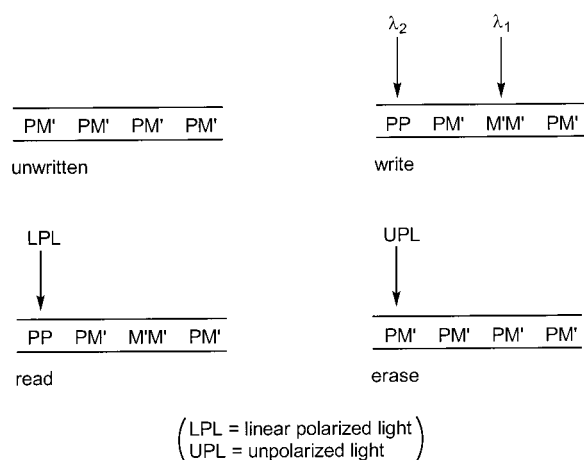 λ2 λ1
PM' PM' PM' PM'
unwritten
PP PM' M'M' PM'
write
LPL
PP PM' M'M' PM'
read
UPL
PM' PM' PM' PM'
erase
(LPL = linear polarized light
UPL = unpolarized light)